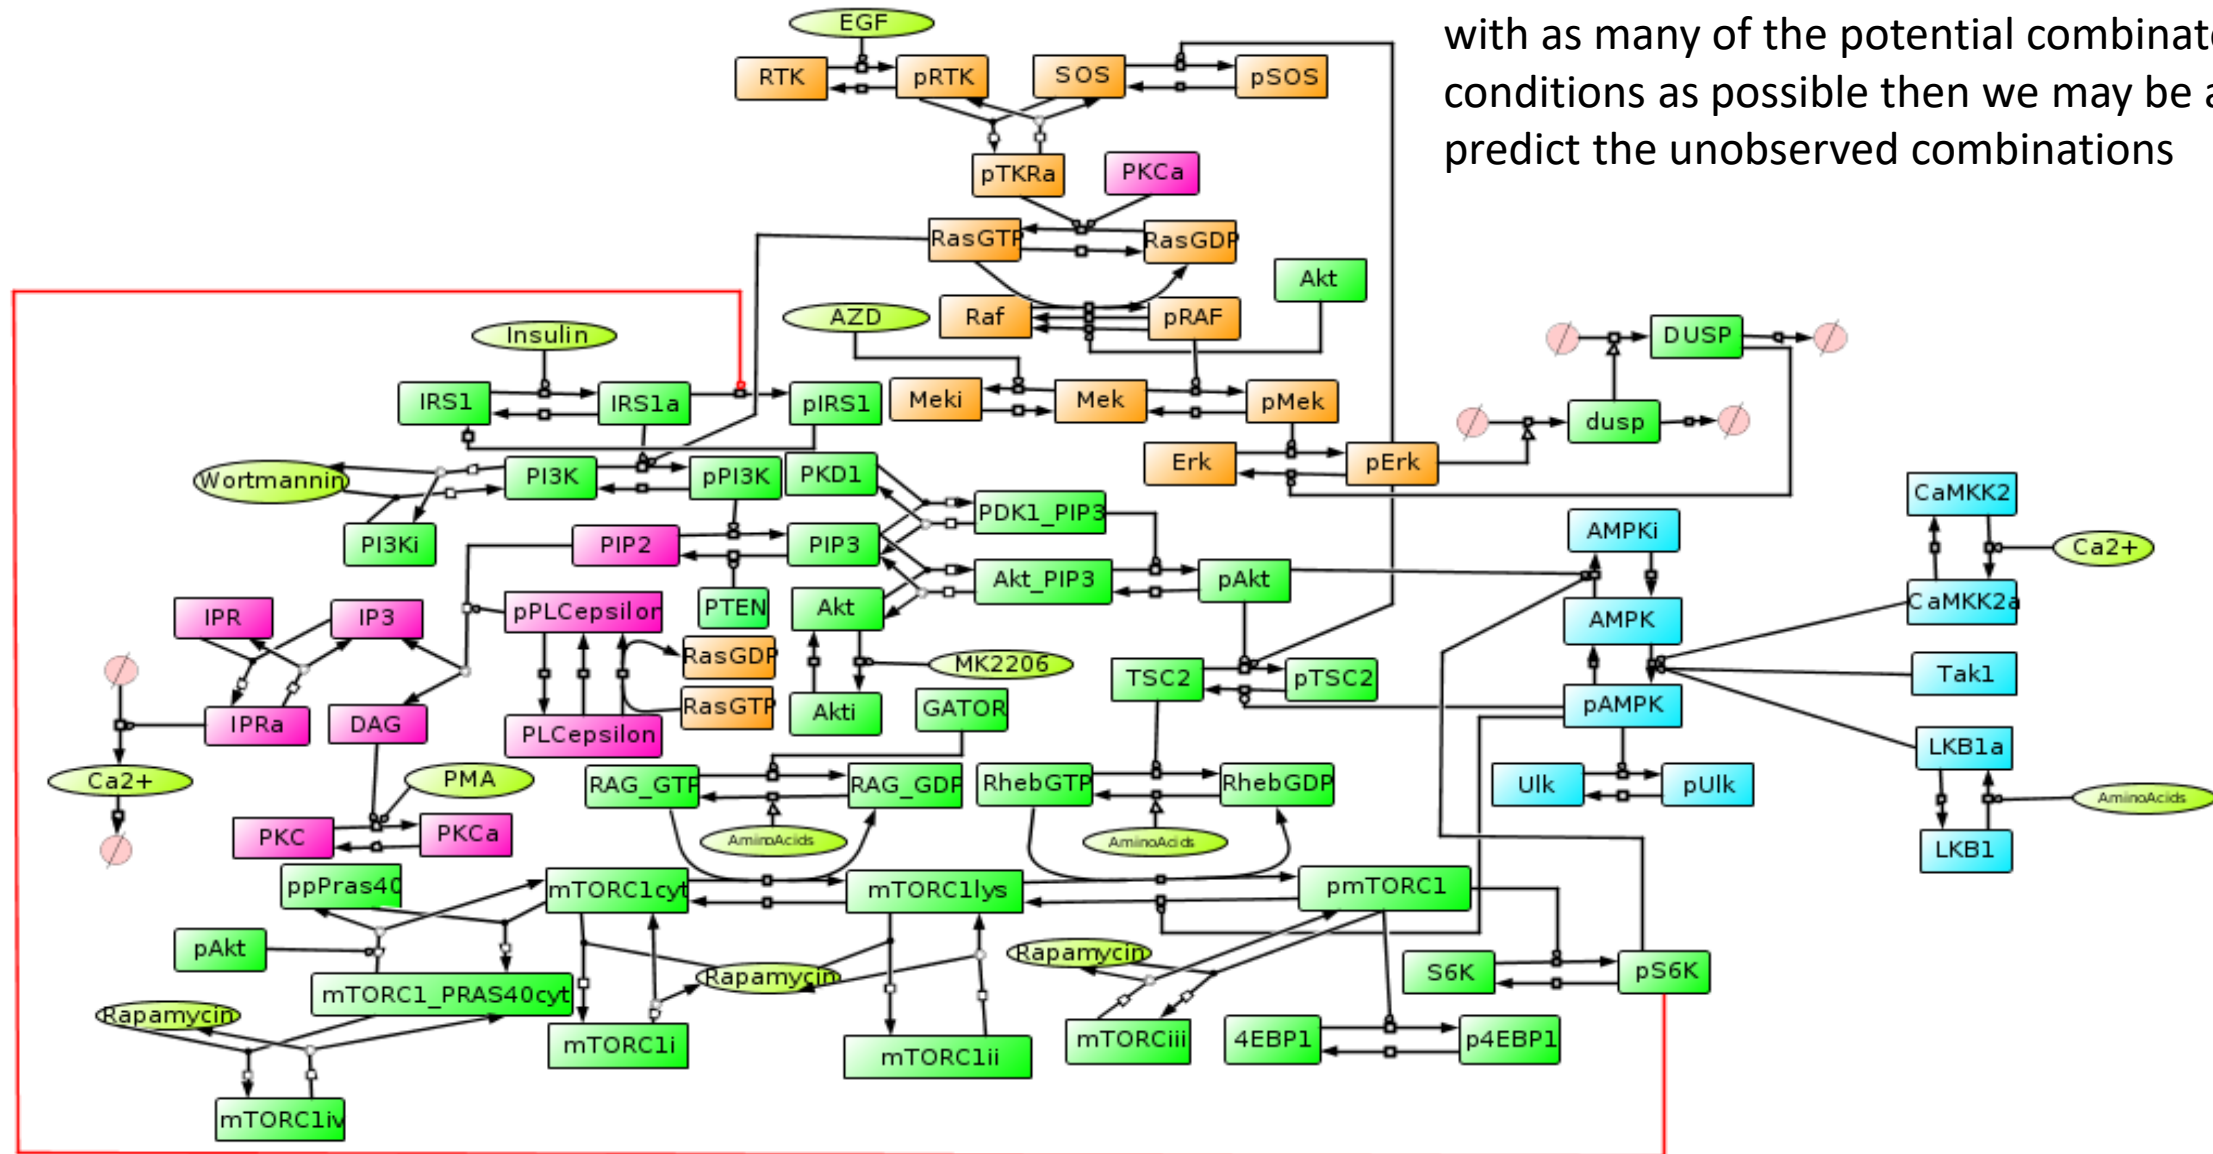 with as many of the potential combinato
conditions as possible then we may be a
predict the unobserved combinations
EGF
RTK
pRTK
SOS
pSOS
pTKRa
PKCa
RasGTP
RasGDP
Akt
Raf
pRAF
AZD
Insulin
DUSP
dusp
IRS1
IRS1a
pIRS1
Meki
Mek
pMek
Erk
pErk
Wortmannin
PI3K
pPI3K
PKD1
PI3Ki
PDK1_PIP3
PIP2
PIP3
Akt_PIP3
pAkt
PTEN
Akt
AMPKi
CaMKK2
Ca2+
CaMKK2a
AMPK
IPR
IP3
pPLCepsilon
RasGDP
MK2206
TSC2
pTSC2
Tak1
pAMPK
RasGTP
Akti
GATOR
IPRa
DAG
PLCepsilon
LKB1a
Ca2+
PMA
RAG_GTP
RAG_GDP
RhebGTP
RhebGDP
Ulk
pUlk
AminoAcids
PKC
PKCa
AminoAcids
AminoAcids
LKB1
ppPras40
mTORC1cyt
mTORC1lys
pmTORC1
pAkt
Rapamycin
Rapamycin
S6K
pS6K
mTORC1_PRAS40cyt
Rapamycin
mTORC1i
mTORC1ii
mTORCiii
4EBP1
p4EBP1
mTORC1iv